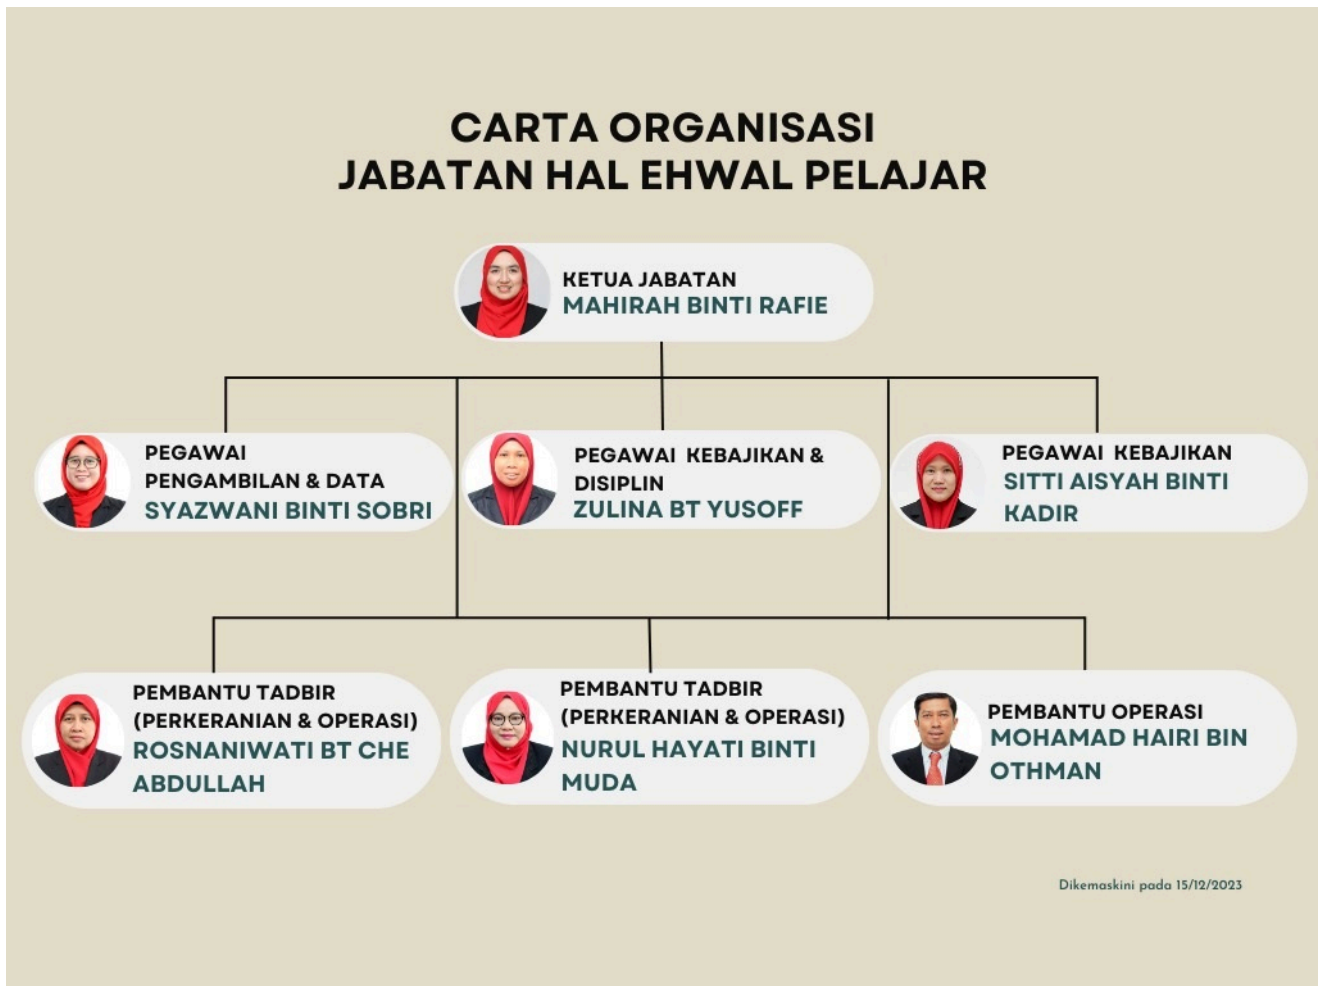 CARTA ORGANISASI
JABATAN HAL EHWAL PELAJAR
KETUA JABATAN
MAHIRAH BINTI RAFIE
PEGAWAI
PENGAMBILAN & DATA
SYAZWANI BINTI SOBRI
PEGAWAI KEBAJIKAN &
DISIPLIN
ZULINA BT YUSOFF
PEGAWAI KEBAJIKAN
SITTI AISYAH BINTI
KADIR
PEMBANTU TADBIR
(PERKERANIAN & OPERASI)
ROSNANIWATI BT CHE
ABDULLAH
PEMBANTU TADBIR
(PERKERANIAN & OPERASI)
NURUL HAYATI BINTI
MUDA
PEMBANTU OPERASI
MOHAMAD HAIRI BIN
OTHMAN
Dikemaskini pada 15/12/2023